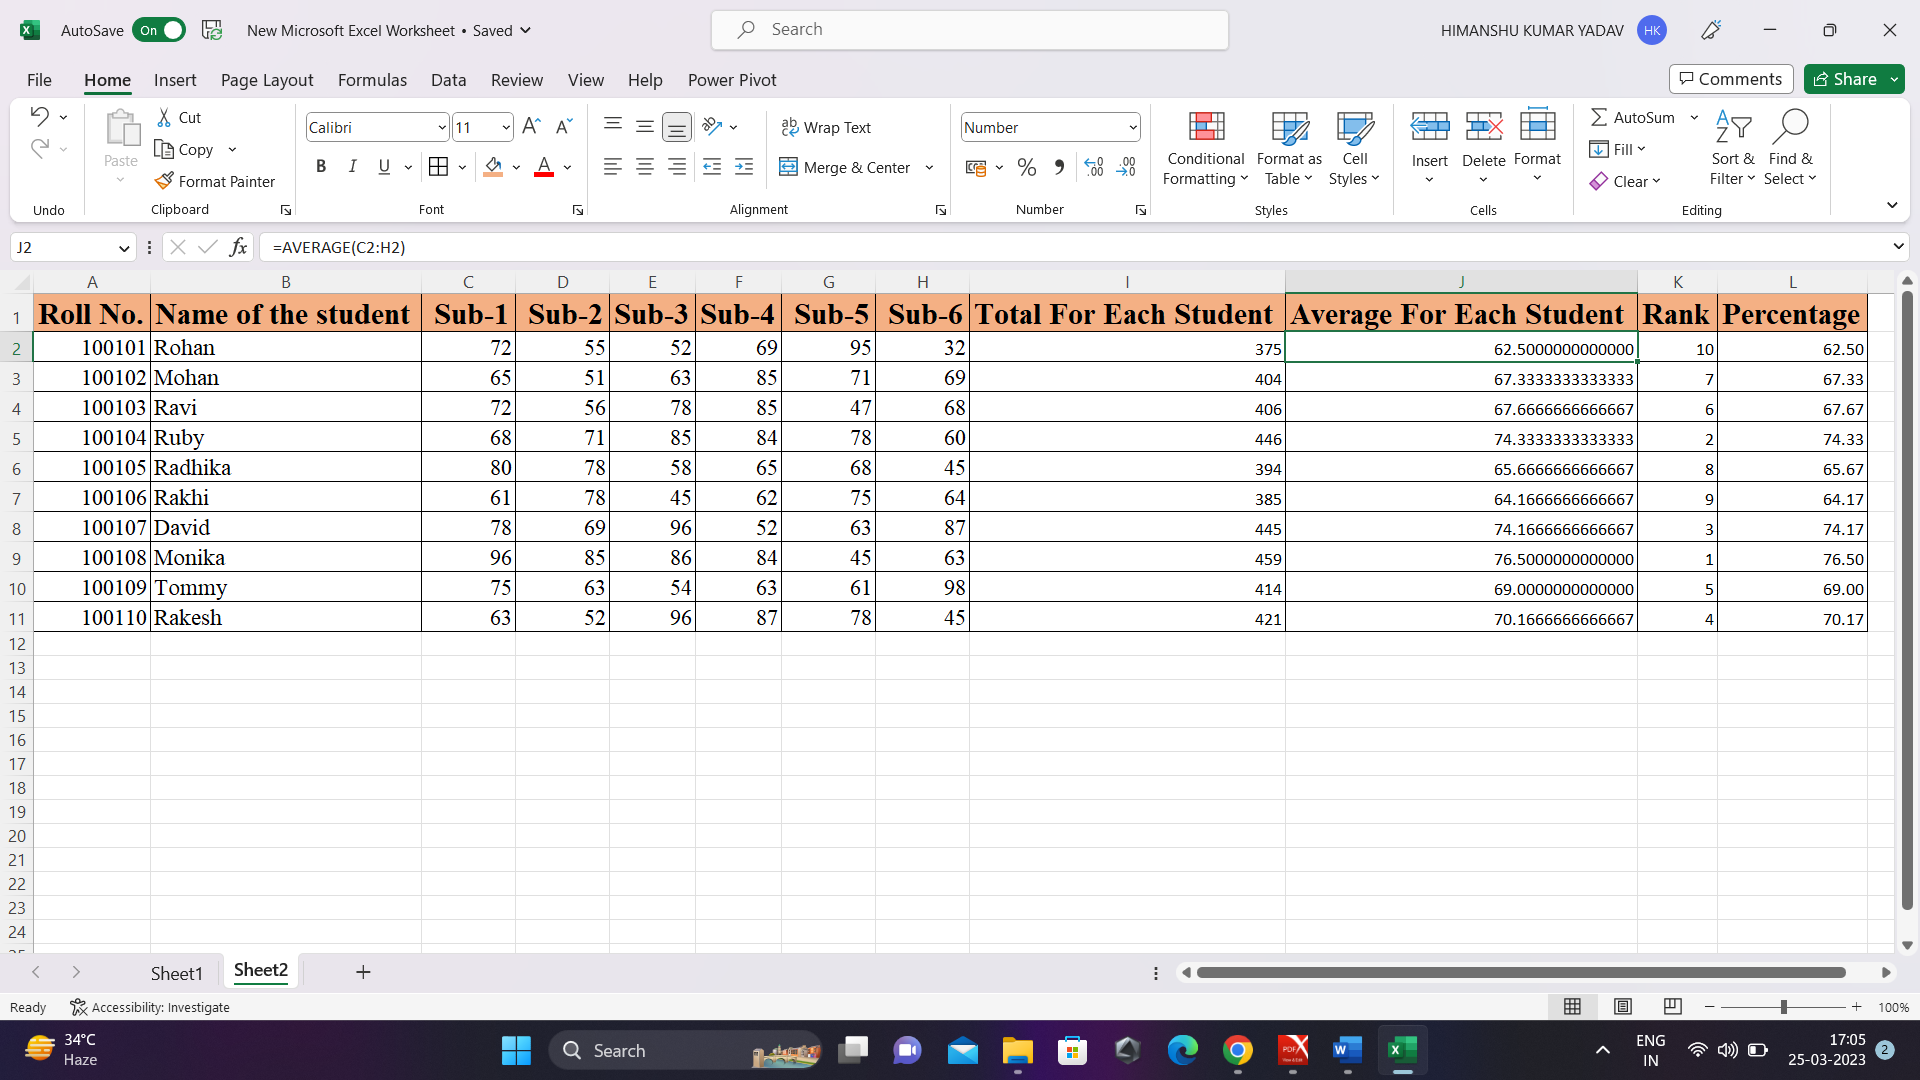 AutoSave On New Microsoft Excel Worksheet • Saved Search HIMANSHU KUMAR YADAV HK
File Home Insert Page Layout Formulas Data Review View Help Power Pivot Comments Share
Paste Cut Copy Format Painter
Calibri 11
B I U A
Wrap Text Merge & Center
Number
Conditional Formatting Format as Table Cell Styles
Insert Delete Format
AutoSum Fill Clear Sort & Filter Find & Select
Undo Clipboard Font Alignment Number Styles Cells Editing
J2 fx =AVERAGE(C2:H2)
A B C D E F G H I J K L
1 Roll No. Name of the student Sub-1 Sub-2 Sub-3 Sub-4 Sub-5 Sub-6 Total For Each Student Average For Each Student Rank Percentage
2 100101 Rohan 72 55 52 69 95 32 375 62.5000000000000 10 62.50
3 100102 Mohan 65 51 63 85 71 69 404 67.3333333333333 7 67.33
4 100103 Ravi 72 56 78 85 47 68 406 67.6666666666667 6 67.67
5 100104 Ruby 68 71 85 84 78 60 446 74.3333333333333 2 74.33
6 100105 Radhika 80 78 58 65 68 45 394 65.6666666666667 8 65.67
7 100106 Rakhi 61 78 45 62 75 64 385 64.1666666666667 9 64.17
8 100107 David 78 69 96 52 63 87 445 74.1666666666667 3 74.17
9 100108 Monika 96 85 86 84 45 63 459 76.5000000000000 1 76.50
10 100109 Tommy 75 63 54 63 61 98 414 69.0000000000000 5 69.00
11 100110 Rakesh 63 52 96 87 78 45 421 70.1666666666667 4 70.17
12
13
14
15
16
17
18
19
20
21
22
23
24
Sheet1 Sheet2
Ready Accessibility: Investigate 100%
34°C
Haze
Search
ENG
IN
17:05
25-03-2023 2